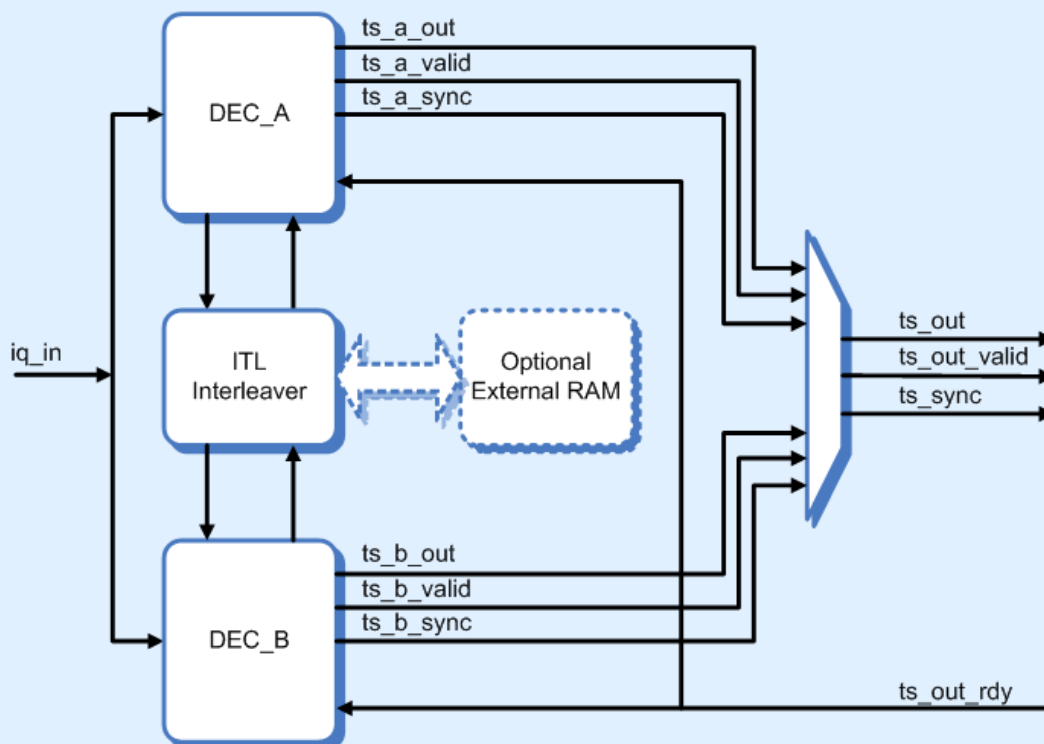 ts_a_out
ts_a_valid
ts_a_sync
DEC_A
iq_in
ITL
Interleaver
Optional
External RAM
ts_out
ts_out_valid
ts_sync
ts_b_out
ts_b_valid
ts_b_sync
DEC_B
ts_out_rdy